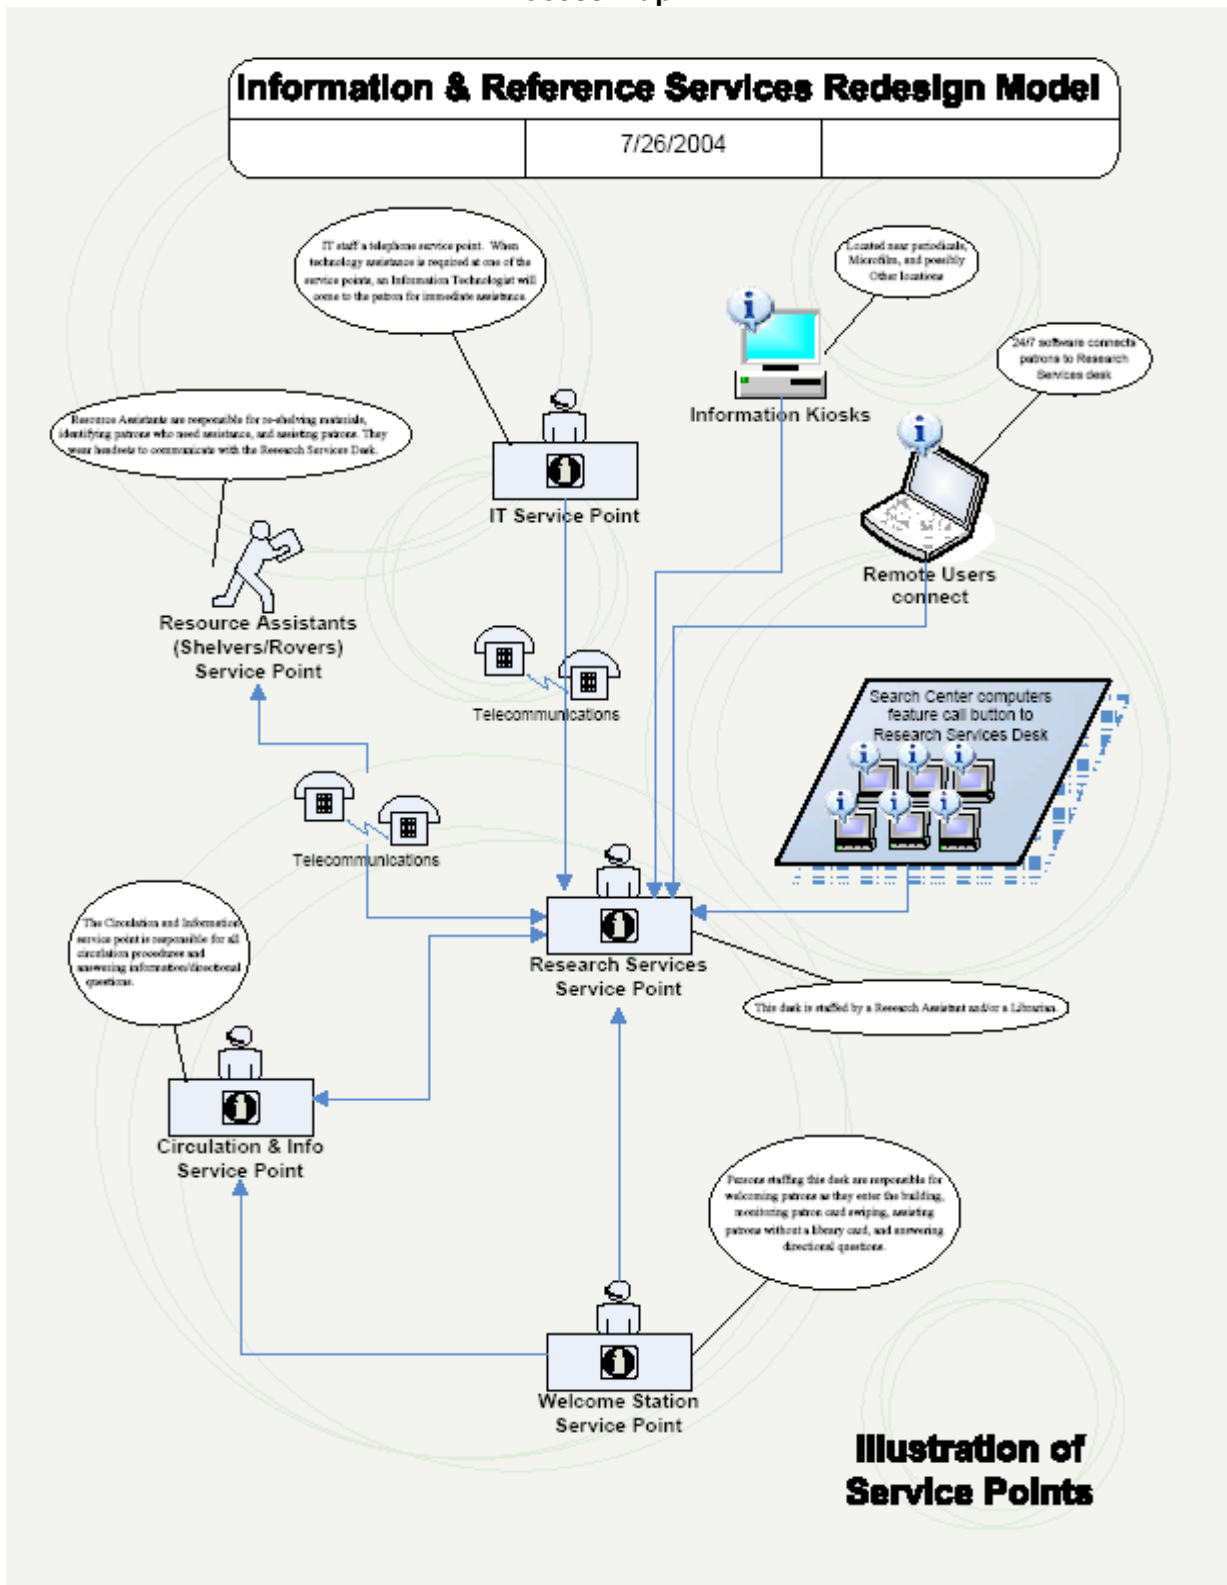 Information & Reference Services Redesign Model
7/26/2004
IT staff a telephone service point. When
technology assistance is required at one of the
service points, an Information Technologist will
come to the patron for immediate assistance.
Located near periodicals,
Microfilm, and possibly
Other locations
24/7 software connects
patrons to Research
Services desk
Information Kiosks
Resource Assistants are responsible for re-shelving materials,
identifying patrons who need assistance, and assisting patrons. They
wear headsets to communicate with the Research Services Desk.
IT Service Point
Remote Users
connect
Resource Assistants
(Shelvers/Rovers)
Service Point
Telecommunications
Search Center computers
feature call button to
Research Services Desk
Telecommunications
The Circulation and Information
service point is responsible for all
circulation procedures and
answering information/directional
questions.
Research Services
Service Point
This desk is staffed by a Research Assistant and/or a Librarian.
Circulation & Info
Service Point
Persons staffing this desk are responsible for
welcoming patrons as they enter the building,
monitoring patron card swiping, assisting
patrons without a library card, and answering
directional questions.
Welcome Station
Service Point
Illustration of
Service Points